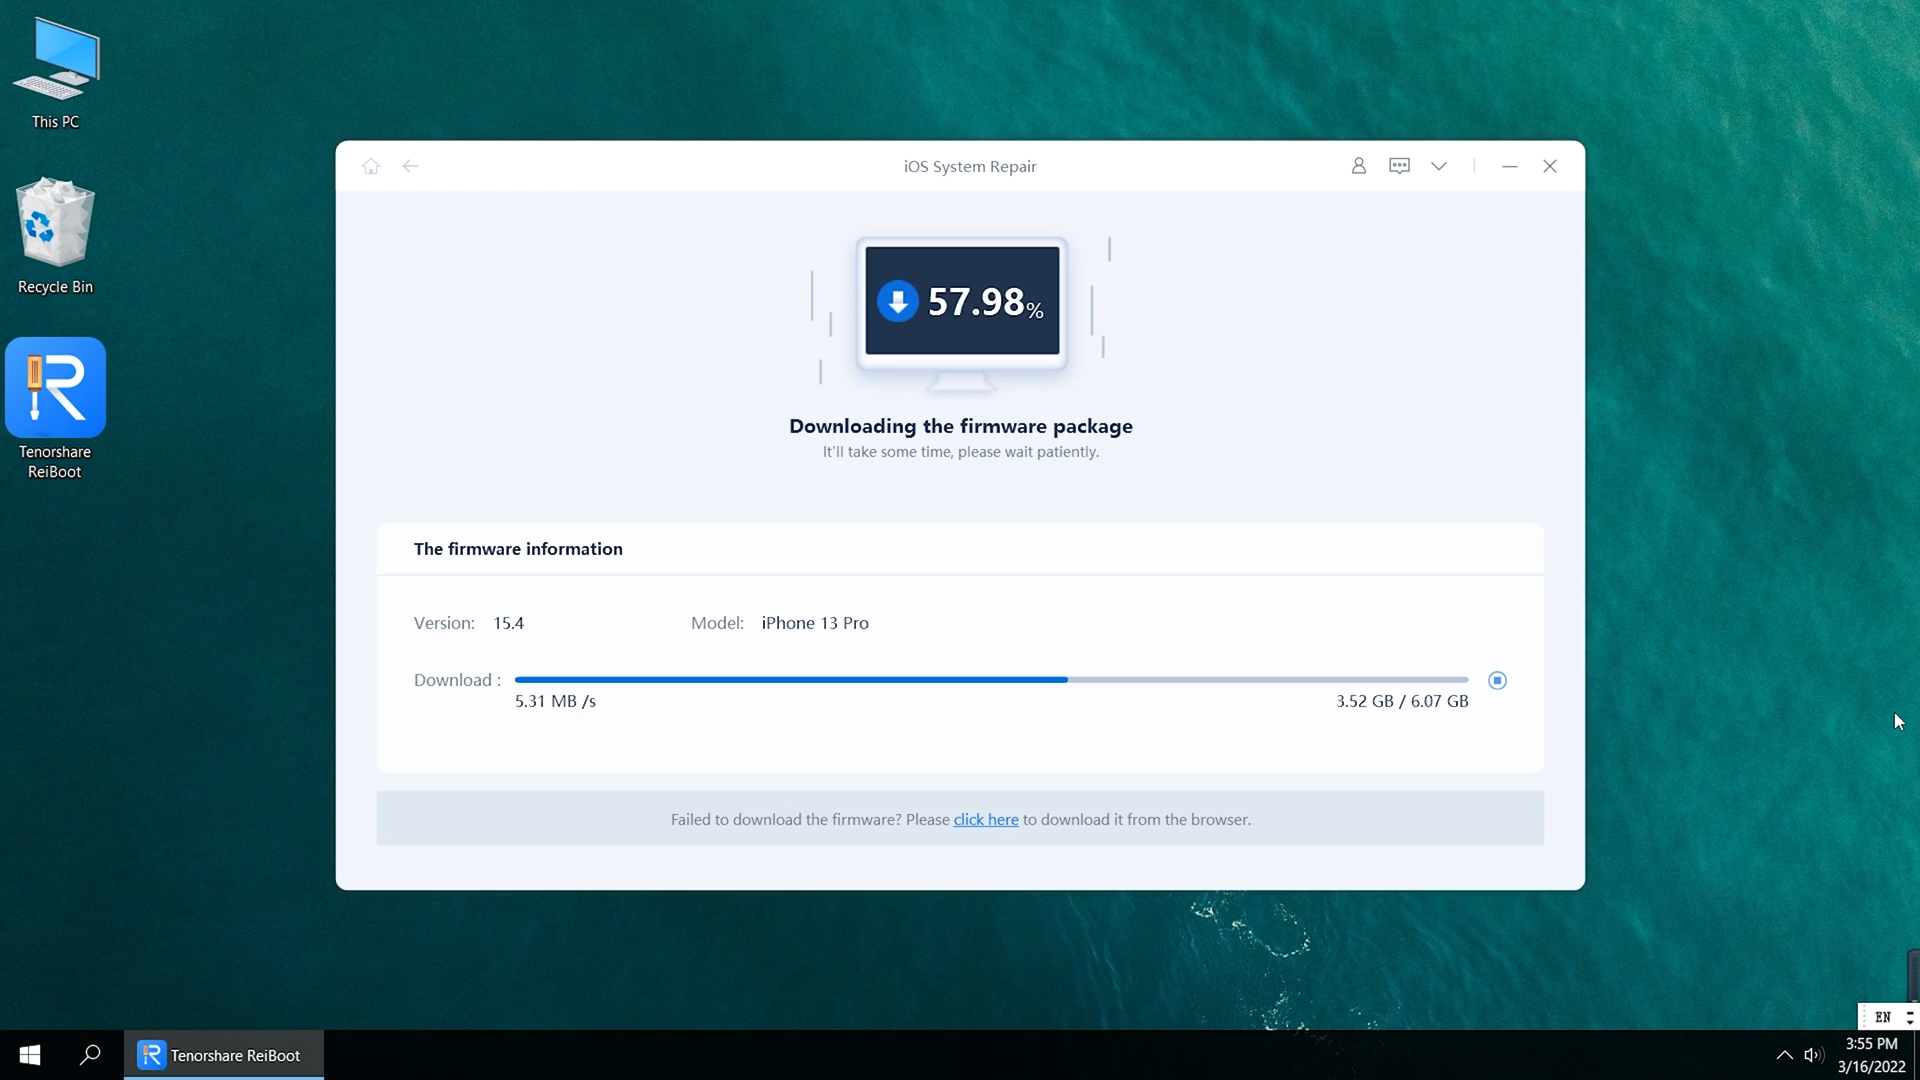 This PC
Recycle Bin
Tenorshare
ReiBoot
iOS System Repair
57.98%
Downloading the firmware package
It'll take some time, please wait patiently.
The firmware information
Version: 15.4 Model: iPhone 13 Pro
Download :
5.31 MB /s 3.52 GB / 6.07 GB
Failed to download the firmware? Please click here to download it from the browser.
EN
Tenorshare ReiBoot
3:55 PM
3/16/2022